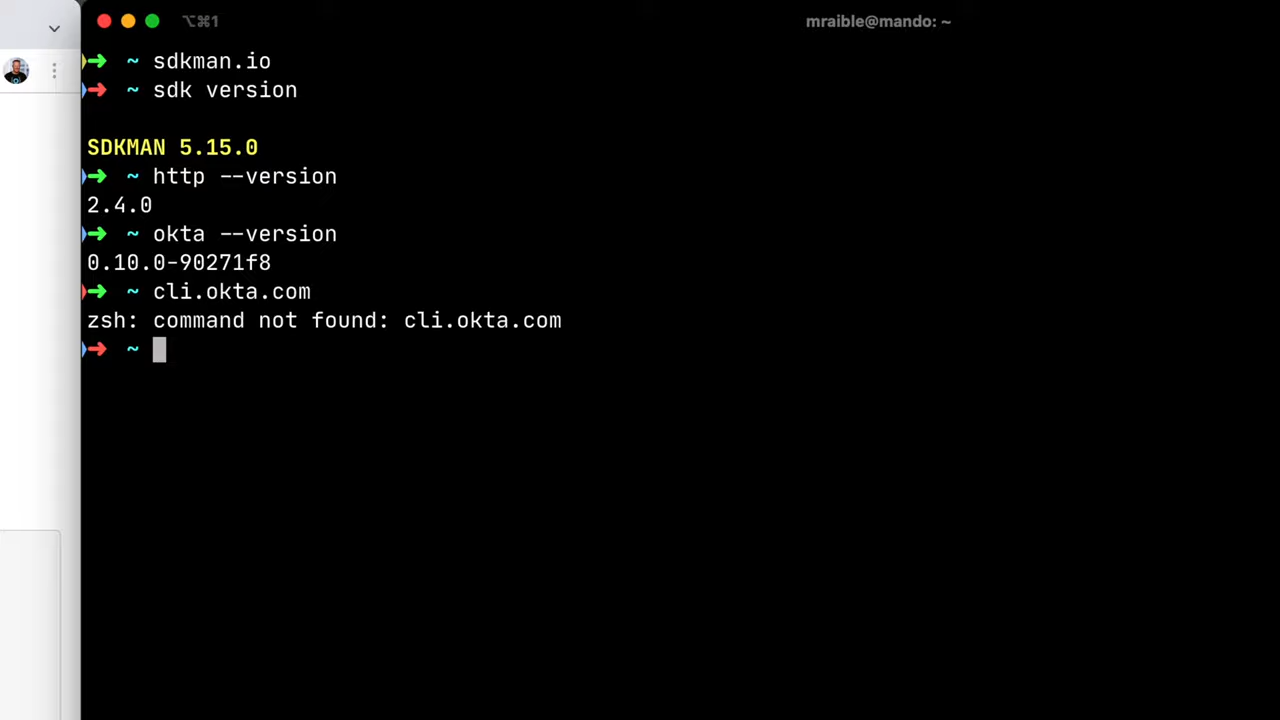 ⌥⌘1
mraible@mando: ~
➜ ~ sdkman.io
➜ ~ sdk version
SDKMAN 5.15.0
➜ ~ http --version
2.4.0
➜ ~ okta --version
0.10.0-90271f8
➜ ~ cli.okta.com
zsh: command not found: cli.okta.com
➜ ~